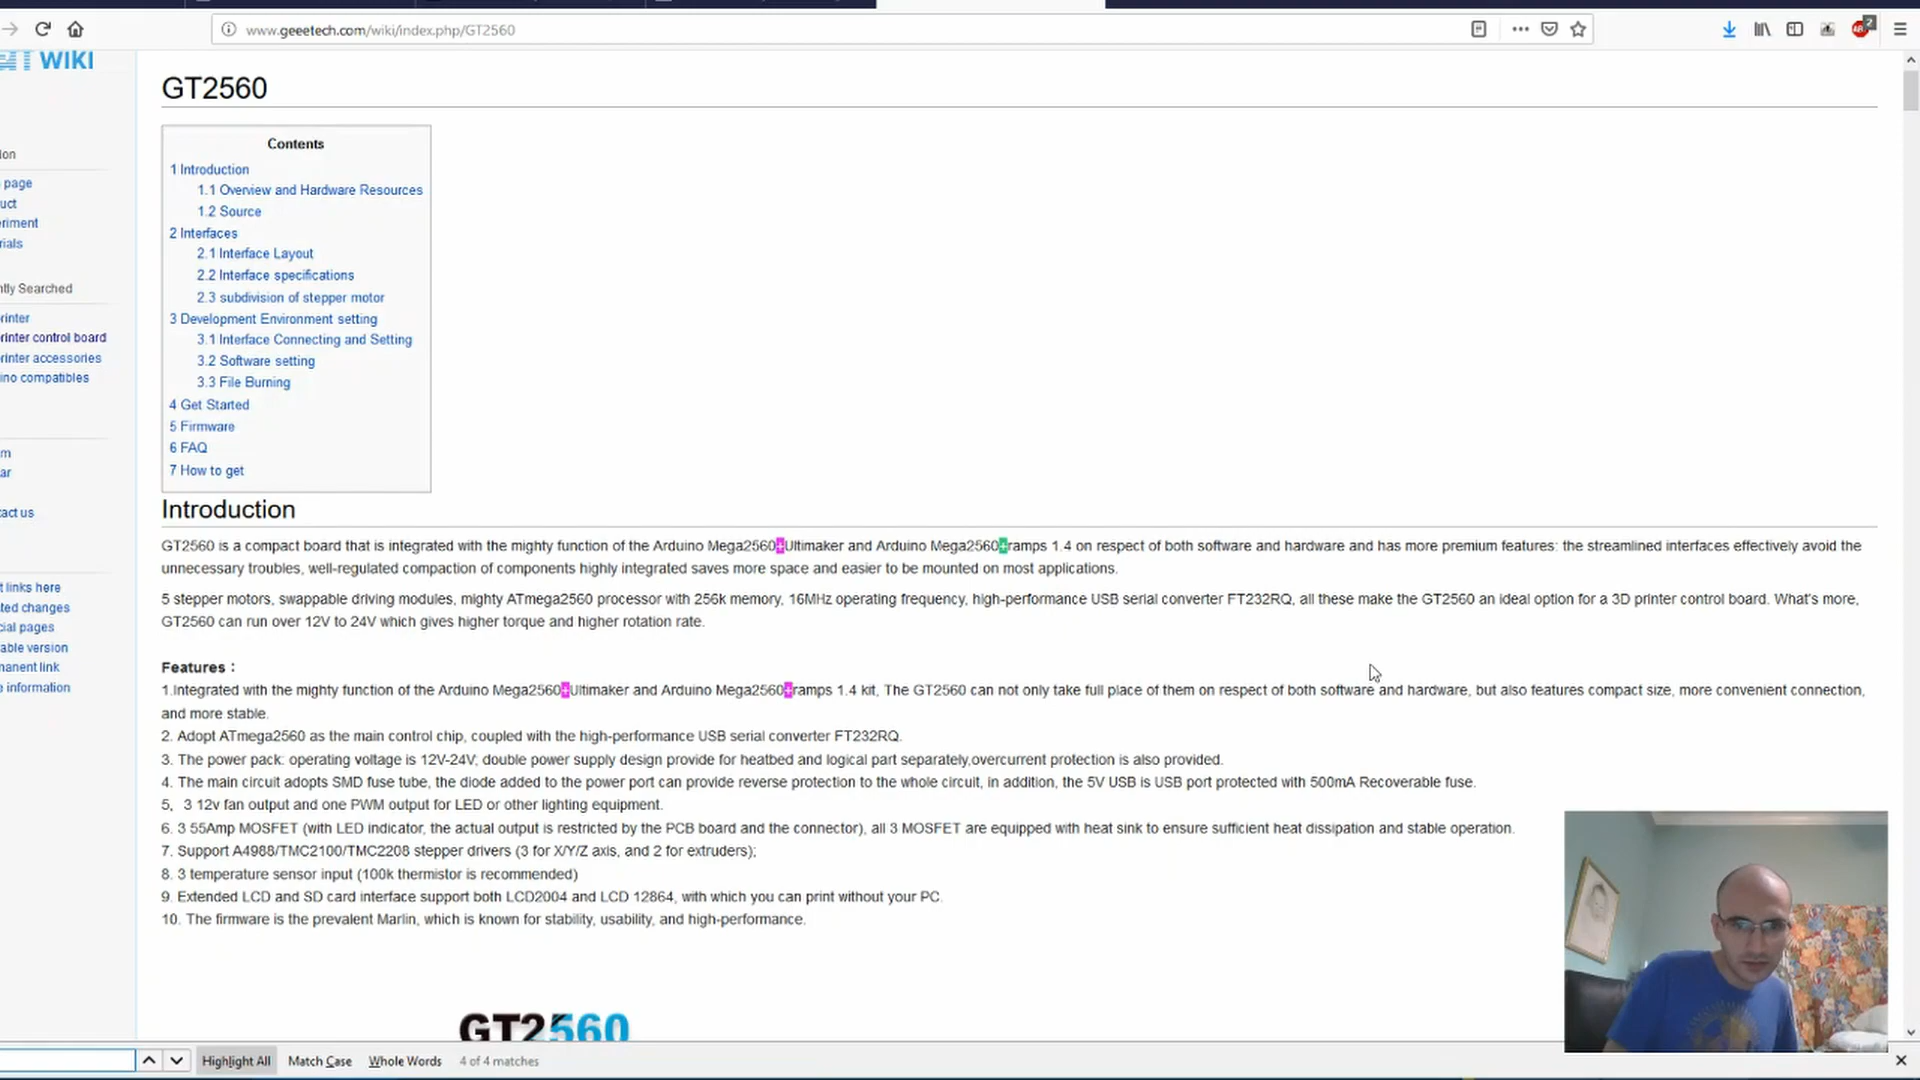 www.geeetech.com/wiki/index.php/GT2560
2
WIKI
GT2560
Contents
1 Introduction
1.1 Overview and Hardware Resources
1.2 Source
2 Interfaces
2.1 Interface Layout
2.2 Interface specifications
2.3 subdivision of stepper motor
3 Development Environment setting
3.1 Interface Connecting and Setting
3.2 Software setting
3.3 File Burning
4 Get Started
5 Firmware
6 FAQ
7 How to get
page
control board
accessories
compatibles
Searched
us
links here
changes
pages
version
link
information
Introduction
GT2560 is a compact board that is integrated with the mighty function of the Arduino Mega2560+Ultimaker and Arduino Mega2560+ramps 1.4 on respect of both software and hardware and has more premium features: the streamlined interfaces effectively avoid the
unnecessary troubles, well-regulated compaction of components highly integrated saves more space and easier to be mounted on most applications.
5 stepper motors, swappable driving modules, mighty ATmega2560 processor with 256k memory, 16MHz operating frequency, high-performance USB serial converter FT232RQ, all these make the GT2560 an ideal option for a 3D printer control board. What's more,
GT2560 can run over 12V to 24V which gives higher torque and higher rotation rate.
Features：
1.Integrated with the mighty function of the Arduino Mega2560+Ultimaker and Arduino Mega2560+ramps 1.4 kit, The GT2560 can not only take full place of them on respect of both software and hardware, but also features compact size, more convenient connection,
and more stable.
2. Adopt ATmega2560 as the main control chip, coupled with the high-performance USB serial converter FT232RQ.
3. The power pack: operating voltage is 12V-24V; double power supply design provide for heatbed and logical part separately,overcurrent protection is also provided.
4. The main circuit adopts SMD fuse tube, the diode added to the power port can provide reverse protection to the whole circuit, in addition, the 5V USB is USB port protected with 500mA Recoverable fuse.
5、3 12v fan output and one PWM output for LED or other lighting equipment.
6. 3 55Amp MOSFET (with LED indicator, the actual output is restricted by the PCB board and the connector), all 3 MOSFET are equipped with heat sink to ensure sufficient heat dissipation and stable operation.
7. Support A4988/TMC2100/TMC2208 stepper drivers (3 for X/Y/Z axis, and 2 for extruders);
8. 3 temperature sensor input (100k thermistor is recommended)
9. Extended LCD and SD card interface support both LCD2004 and LCD 12864, with which you can print without your PC.
10. The firmware is the prevalent Marlin, which is known for stability, usability, and high-performance.
GT2560
Highlight All Match Case Whole Words 4 of 4 matches